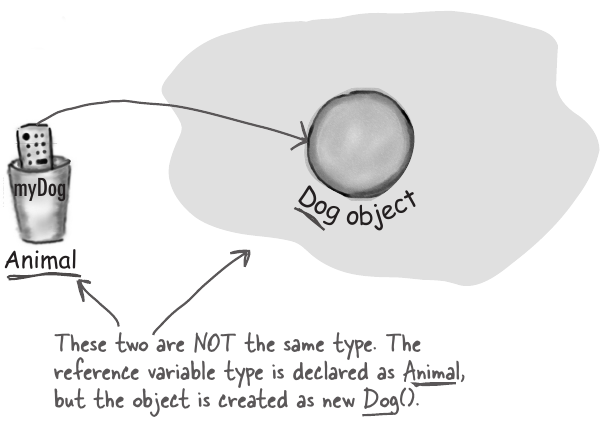 myDog
Dog object
Animal
These two are NOT the same type. The
reference variable type is declared as Animal,
but the object is created as new Dog().